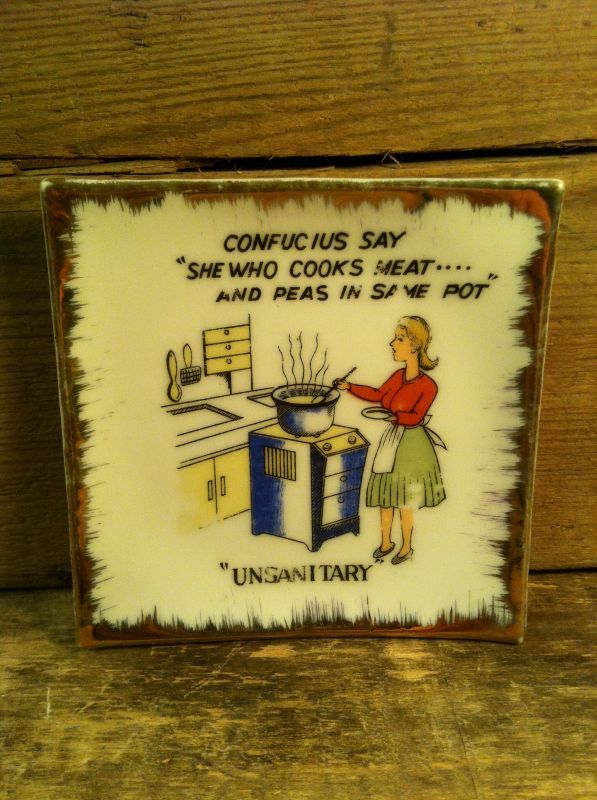 CONFUCIUS SAY
"SHE WHO COOKS MEAT....
AND PEAS IN SAME POT"
"UNSANITARY"